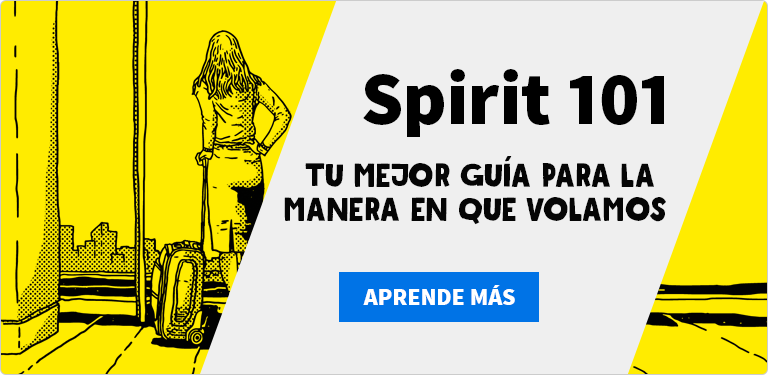 Spirit 101
TU MEJOR GUÍA PARA LA
MANERA EN QUE VOLAMOS
APRENDE MÁS